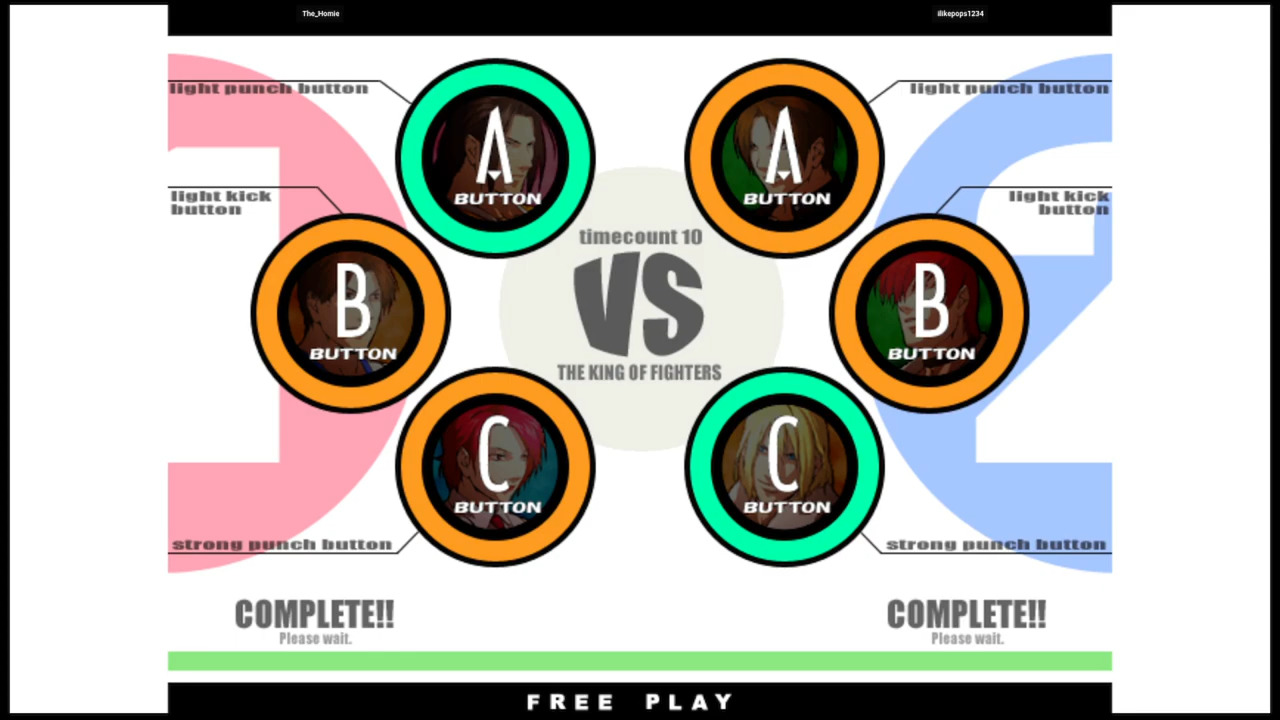 The_Homie
ilikepops1234
light punch button
A
BUTTON
A
BUTTON
light punch button
light kick
button
B
BUTTON
timecount 10
VS
THE KING OF FIGHTERS
B
BUTTON
light kick
button
C
BUTTON
C
BUTTON
strong punch button
strong punch button
COMPLETE!!
Please wait.
COMPLETE!!
Please wait.
FREE PLAY
1
2